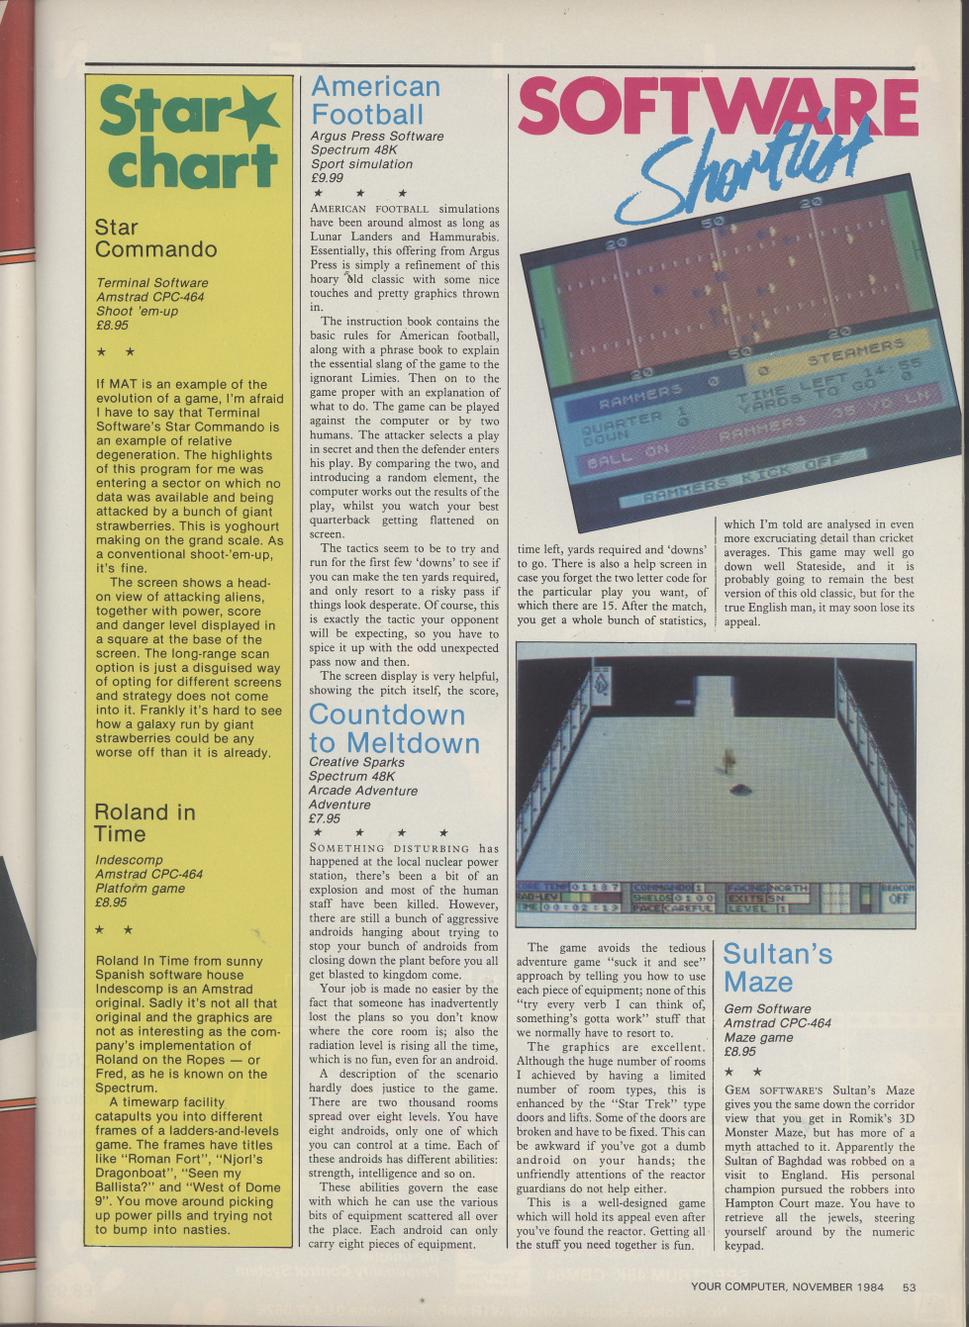 Star
chart
Star
Commando
Terminal Software
Amstrad CPC-464
Shoot 'em-up
£8.95
★ ★
If MAT is an example of the
evolution of a game, I'm afraid
I have to say that Terminal
Software's Star Commando is
an example of relative
degeneration. The highlights
of this program for me was
entering a sector on which no
data was available and being
attacked by a bunch of giant
strawberries. This is yoghourt
making on the grand scale. As
a conventional shoot-'em-up,
it's fine.
The screen shows a head-
on view of attacking aliens,
together with power, score
and danger level displayed in
a square at the base of the
screen. The long-range scan
option is just a disguised way
of opting for different screens
and strategy does not come
into it. Frankly it's hard to see
how a galaxy run by giant
strawberries could be any
worse off than it is already.
Roland in
Time
Indescomp
Amstrad CPC-464
Platform game
£8.95
★ ★
Roland In Time from sunny
Spanish software house
Indescomp is an Amstrad
original. Sadly it's not all that
original and the graphics are
not as interesting as the com-
pany's implementation of
Roland on the Ropes — or
Fred, as he is known on the
Spectrum.
A timewarp facility
catapults you into different
frames of a ladders-and-levels
game. The frames have titles
like "Roman Fort", "Njorl's
Dragonboat", "Seen my
Ballista?" and "West of Dome
9". You move around picking
up power pills and trying not
to bump into nasties.
American
Football
Argus Press Software
Spectrum 48K
Sport simulation
£9.99
★ ★ ★
AMERICAN FOOTBALL simulations
have been around almost as long as
Lunar Landers and Hammurabis.
Essentially, this offering from Argus
Press is simply a refinement of this
hoary old classic with some nice
touches and pretty graphics thrown
in.
The instruction book contains the
basic rules for American football,
along with a phrase book to explain
the essential slang of the game to the
ignorant Limies. Then on to the
game proper with an explanation of
what to do. The game can be played
against the computer or by two
humans. The attacker selects a play
in secret and then the defender enters
his play. By comparing the two, and
introducing a random element, the
computer works out the results of the
play, whilst you watch your best
quarterback getting flattened on
screen.
The tactics seem to be to try and
run for the first few 'downs' to see if
you can make the ten yards required,
and only resort to a risky pass if
things look desperate. Of course, this
is exactly the tactic your opponent
will be expecting, so you have to
spice it up with the odd unexpected
pass now and then.
The screen display is very helpful,
showing the pitch itself, the score,
SOFTWARE
Shortlist
20 50 20
20 50 20
RAMMERS 0 0 STEAMERS
QUARTER 1 TIME LEFT 14:55
DOWN 0 YARDS TO GO 0
BALL ON RAMMERS 35 YD LN
RAMMERS KICK OFF
time left, yards required and 'downs'
to go. There is also a help screen in
case you forget the two letter code for
the particular play you want, of
which there are 15. After the match,
you get a whole bunch of statistics,
which I'm told are analysed in even
more excruciating detail than cricket
averages. This game may well go
down well Stateside, and it is
probably going to remain the best
version of this old classic, but for the
true English man, it may soon lose its
appeal.
Countdown
to Meltdown
Creative Sparks
Spectrum 48K
Arcade Adventure
Adventure
£7.95
★ ★ ★ ★
SOMETHING DISTURBING has
happened at the local nuclear power
station, there's been a bit of an
explosion and most of the human
staff have been killed. However,
there are still a bunch of aggressive
androids hanging about trying to
stop your bunch of androids from
closing down the plant before you all
get blasted to kingdom come.
Your job is made no easier by the
fact that someone has inadvertently
lost the plans so you don't know
where the core room is; also the
radiation level is rising all the time,
which is no fun, even for an android.
A description of the scenario
hardly does justice to the game.
There are two thousand rooms
spread over eight levels. You have
eight androids, only one of which
you can control at a time. Each of
these androids has different abilities:
strength, intelligence and so on.
These abilities govern the ease
with which he can use the various
bits of equipment scattered all over
the place. Each android can only
carry eight pieces of equipment.
CORE TEMP 01187 COMMANDO 1 FACING NORTH BEACON
RAD-LEV SHIELDS 0100 EXITS SN OFF
TIME 00:02:13 PACE CAREFUL LEVEL 1
The game avoids the tedious
adventure game "suck it and see"
approach by telling you how to use
each piece of equipment; none of this
"try every verb I can think of,
something's gotta work" stuff that
we normally have to resort to.
The graphics are excellent.
Although the huge number of rooms
I achieved by having a limited
number of room types, this is
enhanced by the "Star Trek" type
doors and lifts. Some of the doors are
broken and have to be fixed. This can
be awkward if you've got a dumb
android on your hands; the
unfriendly attentions of the reactor
guardians do not help either.
This is a well-designed game
which will hold its appeal even after
you've found the reactor. Getting all
the stuff you need together is fun.
Sultan's
Maze
Gem Software
Amstrad CPC-464
Maze game
£8.95
★ ★
GEM SOFTWARE'S Sultan's Maze
gives you the same down the corridor
view that you get in Romik's 3D
Monster Maze, but has more of a
myth attached to it. Apparently the
Sultan of Baghdad was robbed on a
visit to England. His personal
champion pursued the robbers into
Hampton Court maze. You have to
retrieve all the jewels, steering
yourself around by the numeric
keypad.
YOUR COMPUTER, NOVEMBER 1984 53